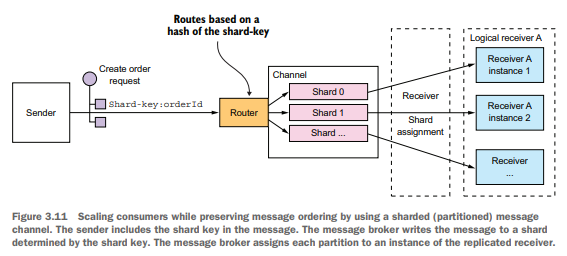 Routes based on a
hash of the shard-key
Create order
request
Shard-key:orderId
Sender
Router
Channel
Shard 0
Shard 1
Shard ...
Receiver
Shard
assignment
Logical receiver A
Receiver A
instance 1
Receiver A
instance 2
Receiver
...
Figure 3.11 Scaling consumers while preserving message ordering by using a sharded (partitioned) message
channel. The sender includes the shard key in the message. The message broker writes the message to a shard
determined by the shard key. The message broker assigns each partition to an instance of the replicated receiver.